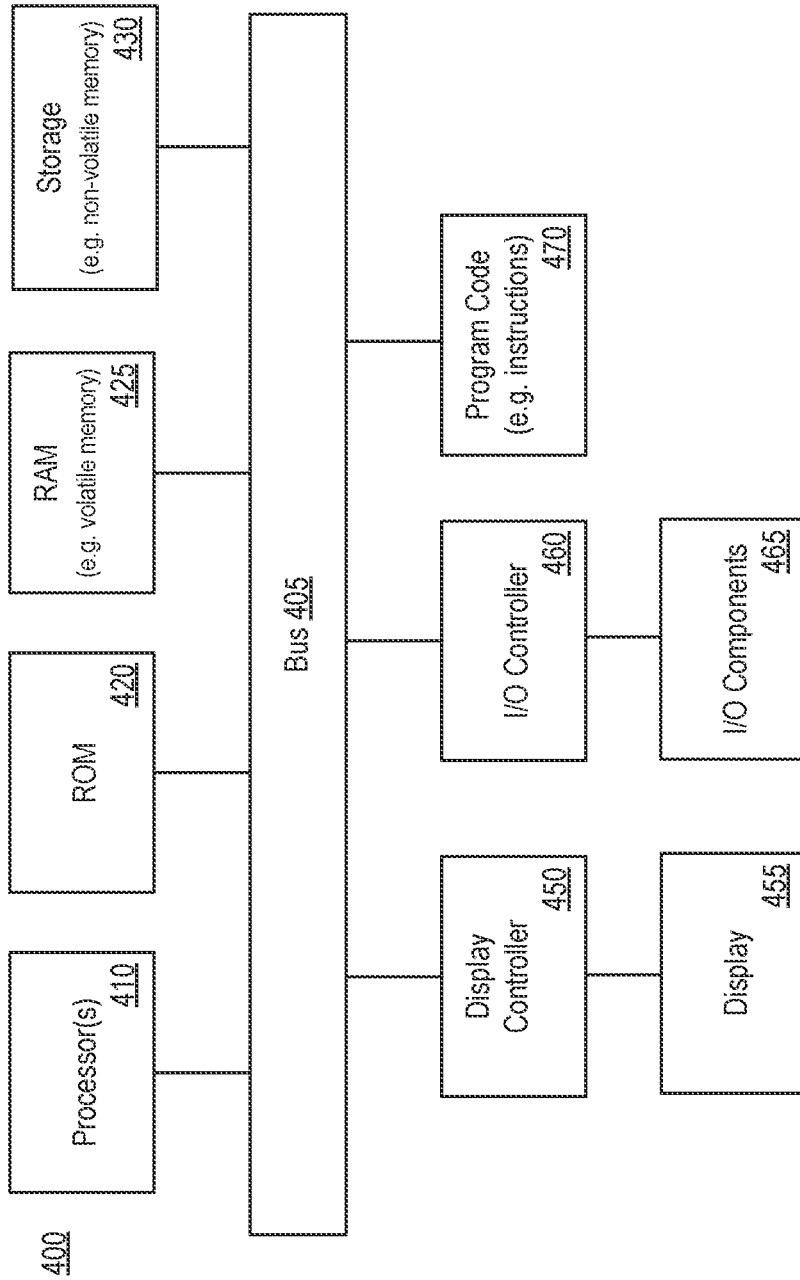 400
Processor(s)
410
ROM
420
RAM
(e.g. volatile memory)
425
Storage
(e.g. non-volatile memory)
430
Bus 405
Display
Controller
450
I/O Controller
460
Program Code
(e.g. instructions)
470
Display
455
I/O Components
465